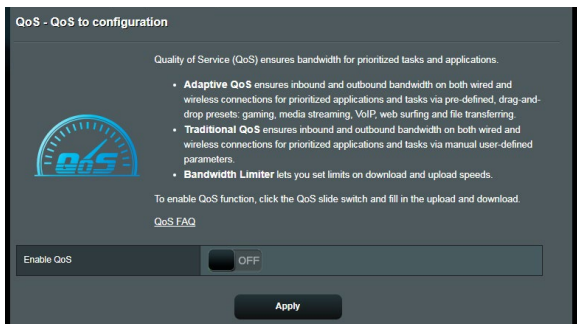 QoS - QoS to configuration
Quality of Service (QoS) ensures bandwidth for prioritized tasks and applications.
• Adaptive QoS ensures inbound and outbound bandwidth on both wired and
wireless connections for prioritized applications and tasks via pre-defined, drag-and-
drop presets: gaming, media streaming, VoIP, web surfing and file transferring.
• Traditional QoS ensures inbound and outbound bandwidth on both wired and
wireless connections for prioritized applications and tasks via manual user-defined
parameters.
• Bandwidth Limiter lets you set limits on download and upload speeds.
QoS
To enable QoS function, click the QoS slide switch and fill in the upload and download.
QoS FAQ
Enable QoS
OFF
Apply